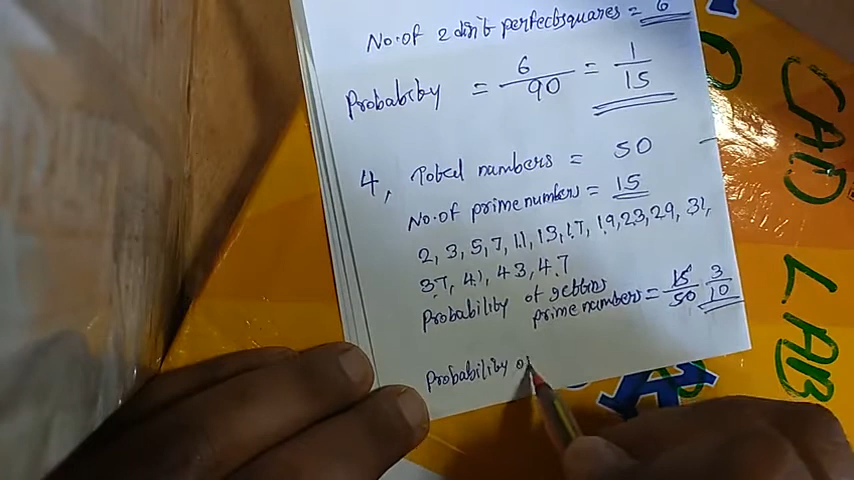 No. of 2 digit perfect squares = 6
Probability = 6/90 = 1/15
4, Total numbers = 50
No. of prime numbers = 15
2, 3, 5, 7, 11, 13, 17, 19, 23, 29, 31,
37, 41, 43, 47
Probability of getting
prime numbers = 15/50 3/10
Probability of
CAD
LAB